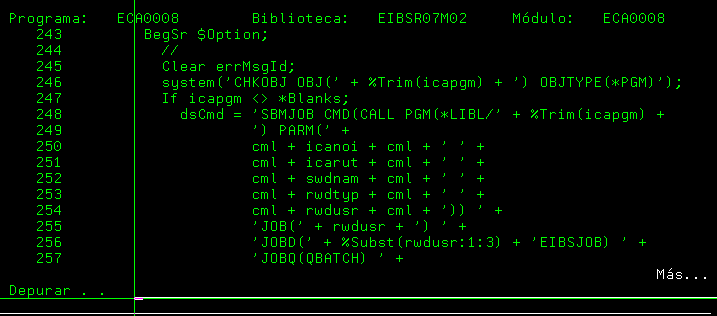 Programa: ECA0008 Biblioteca: EIBSR07M02 Módulo: ECA0008
243 BegSr $Option;
244 //
245 Clear errMsgId;
246 system('CHKOBJ OBJ(' + %Trim(icapgm) + ') OBJTYPE(*PGM)');
247 If icapgm <> *Blanks;
248 dsCmd = 'SBMJOB CMD(CALL PGM(*LIBL/' + %Trim(icapgm) +
249 ') PARM(' +
250 cml + icanoi + cml + ' ' +
251 cml + icarut + cml + ' ' +
252 cml + swdnam + cml + ' ' +
253 cml + rwdtyp + cml + ' ' +
254 cml + rwdusr + cml + ')) ' +
255 'JOB(' + rwdusr + ') ' +
256 'JOBD(' + %Subst(rwdusr:1:3) + 'EIBSJOB) ' +
257 'JOBQ(QBATCH) ' +
Más...
Depurar . .